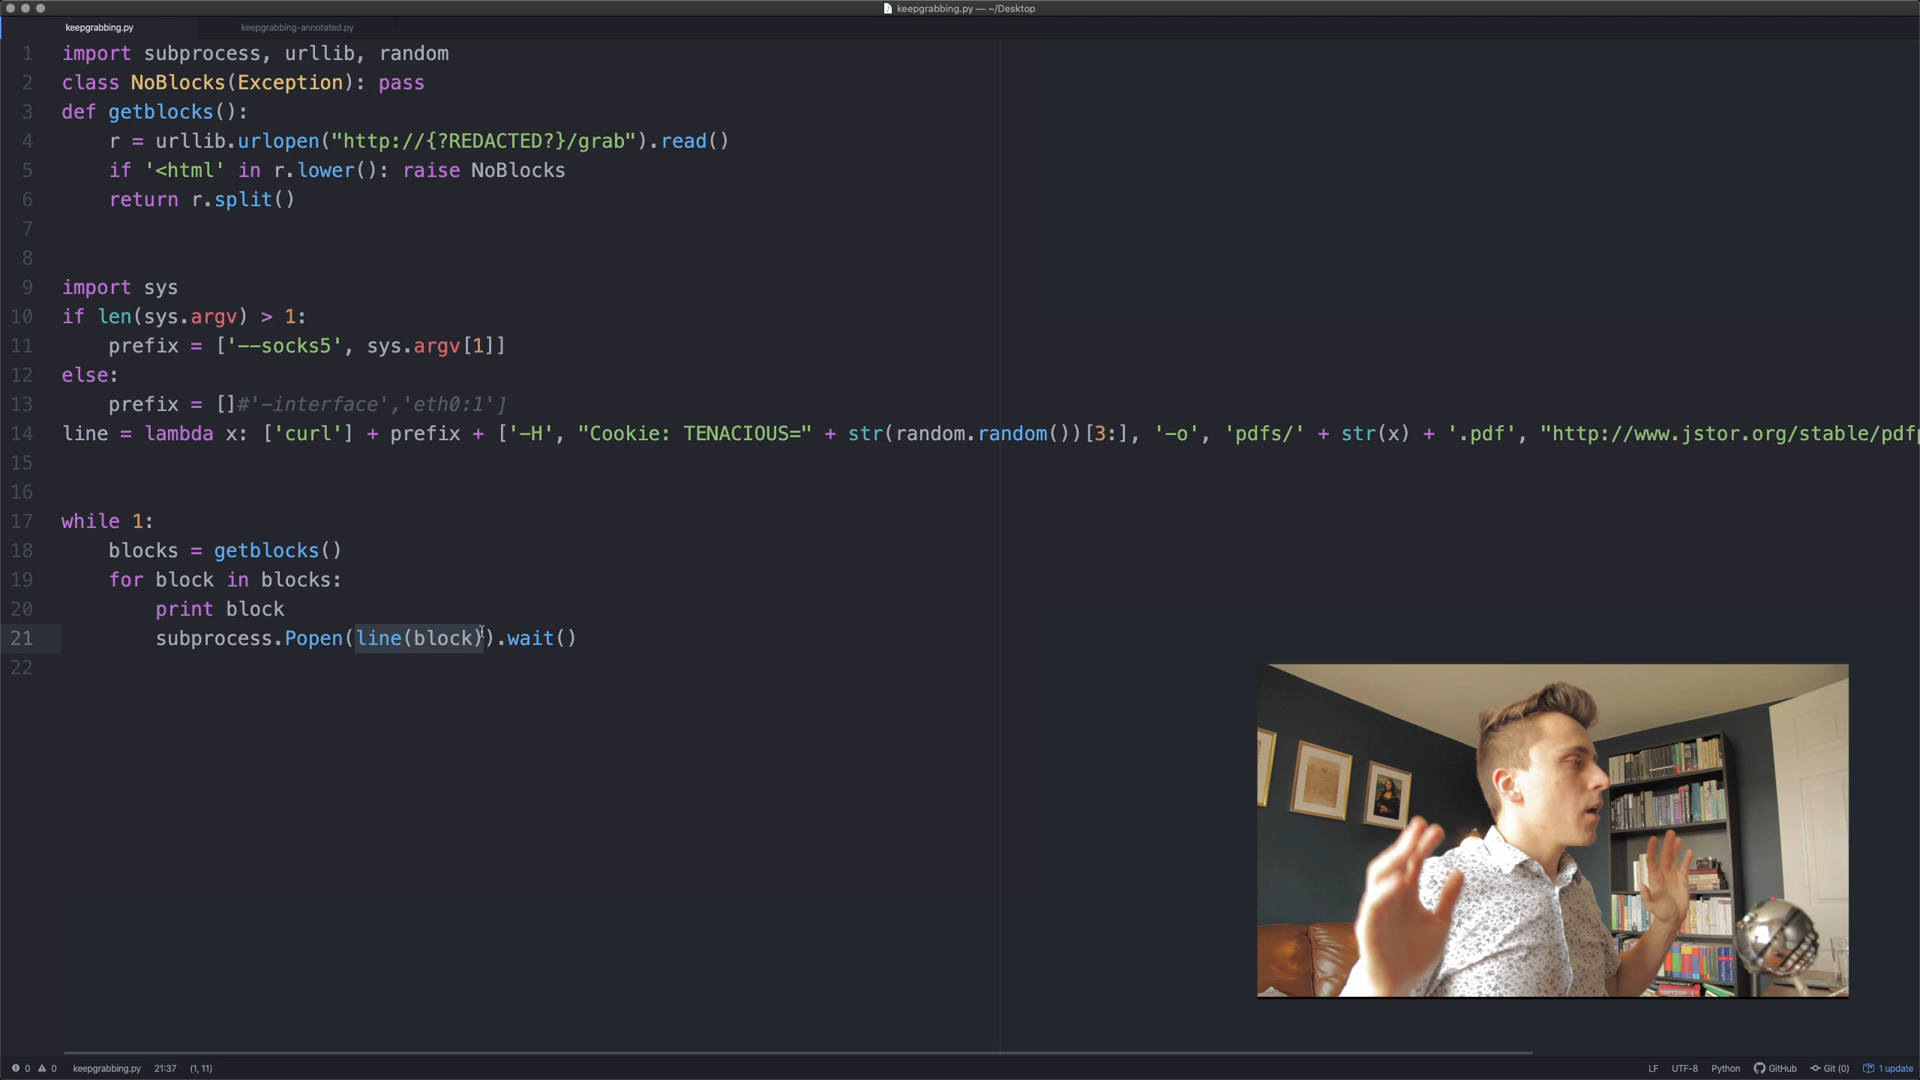 keepgrabbing.py — ~/Desktop
keepgrabbing.py
keepgrabbing-annotated.py
1 import subprocess, urllib, random
2 class NoBlocks(Exception): pass
3 def getblocks():
4     r = urllib.urlopen("http://{?REDACTED?}/grab").read()
5     if '<html' in r.lower(): raise NoBlocks
6     return r.split()
7
8
9 import sys
10 if len(sys.argv) > 1:
11     prefix = ['--socks5', sys.argv[1]]
12 else:
13     prefix = []#'-interface','eth0:1']
14 line = lambda x: ['curl'] + prefix + ['-H', "Cookie: TENACIOUS=" + str(random.random())[3:], '-o', 'pdfs/' + str(x) + '.pdf', "http://www.jstor.org/stable/pdfp
15
16
17 while 1:
18     blocks = getblocks()
19     for block in blocks:
20         print block
21         subprocess.Popen(line(block)).wait()
22
0 0 keepgrabbing.py 21:37 (1, 11)
LF UTF-8 Python GitHub Git (0) 1 update